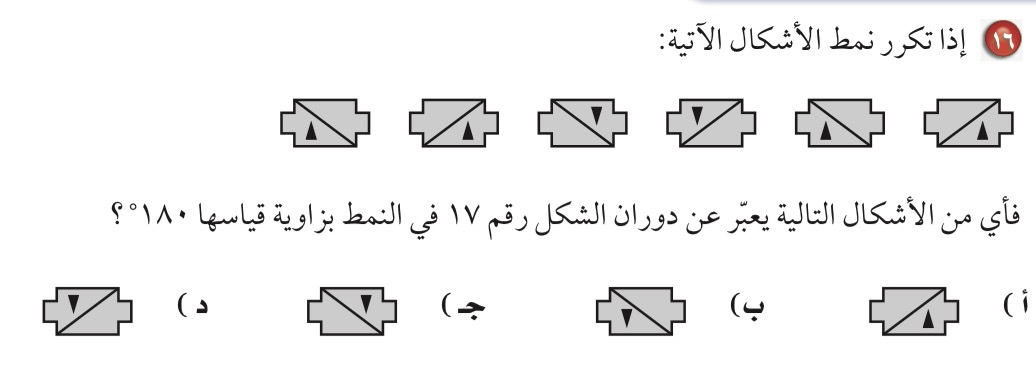 ١٦ إذا تكرر نمط الأشكال الآتية:
فأي من الأشكال التالية يعبّر عن دوران الشكل رقم ١٧ في النمط بزاوية قياسها ١٨٠°؟
أ ) ب) جـ ) د )